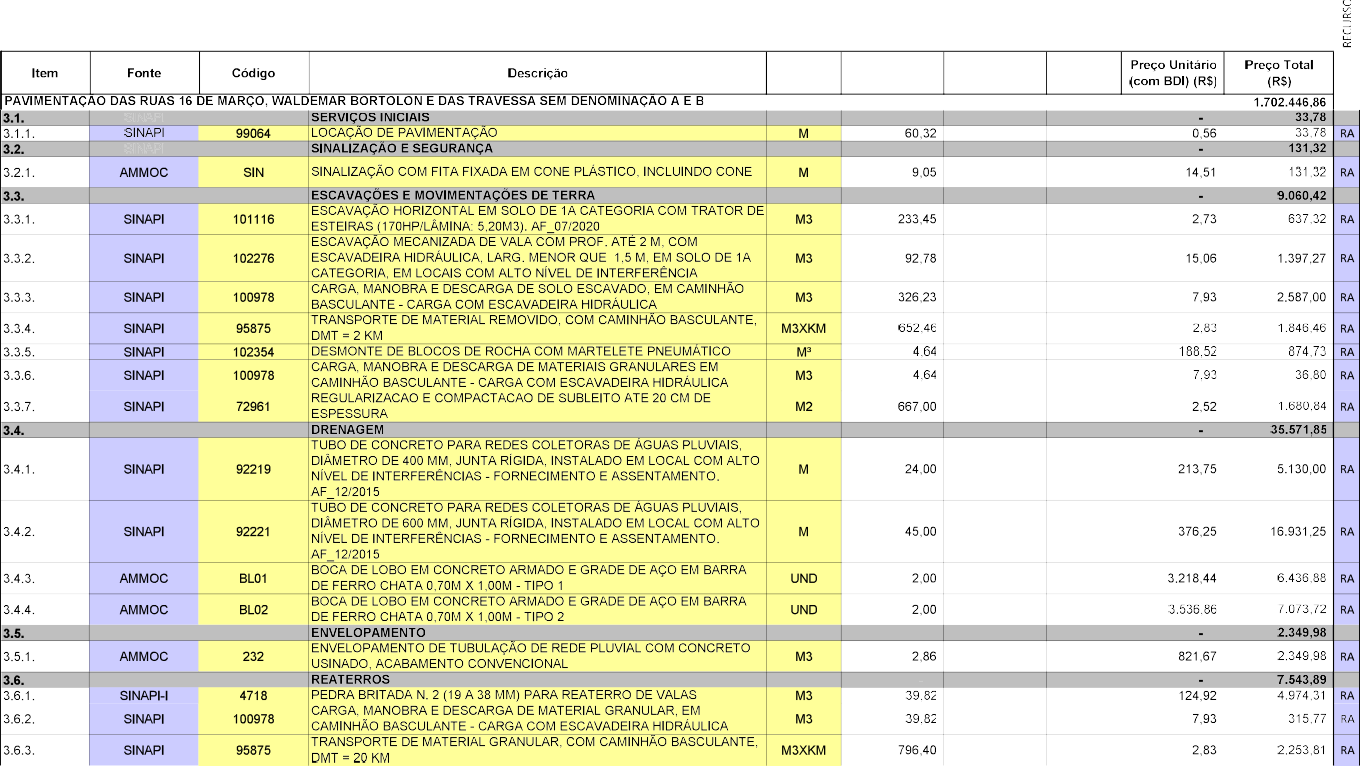 RECURSO
Item Fonte Código Descrição Preço Unitário (com BDI) (R$) Preço Total (R$)
PAVIMENTAÇÃO DAS RUAS 16 DE MARÇO, WALDEMAR BORTOLON E DAS TRAVESSA SEM DENOMINAÇÃO A E B 1.702.446,86
3.1. SINAPI SERVIÇOS INICIAIS - 33,78
3.1.1. SINAPI 99064 LOCAÇÃO DE PAVIMENTAÇÃO M 60,32 0,56 33,78 RA
3.2. SINAPI SINALIZAÇÃO E SEGURANÇA - 131,32
3.2.1. AMMOC SIN SINALIZAÇÃO COM FITA FIXADA EM CONE PLÁSTICO, INCLUINDO CONE M 9,05 14,51 131,32 RA
3.3. ESCAVAÇÕES E MOVIMENTAÇÕES DE TERRA - 9.060,42
3.3.1. SINAPI 101116 ESCAVAÇÃO HORIZONTAL EM SOLO DE 1A CATEGORIA COM TRATOR DE
ESTEIRAS (170HP/LÂMINA: 5,20M3). AF_07/2020 M3 233,45 2,73 637,32 RA
3.3.2. SINAPI 102276 ESCAVAÇÃO MECANIZADA DE VALA COM PROF. ATÉ 2 M, COM
ESCAVADEIRA HIDRÁULICA, LARG. MENOR QUE 1,5 M, EM SOLO DE 1A
CATEGORIA, EM LOCAIS COM ALTO NÍVEL DE INTERFERÊNCIA M3 92,78 15,06 1.397,27 RA
3.3.3. SINAPI 100978 CARGA, MANOBRA E DESCARGA DE SOLO ESCAVADO, EM CAMINHÃO
BASCULANTE - CARGA COM ESCAVADEIRA HIDRÁULICA M3 326,23 7,93 2.587,00 RA
3.3.4. SINAPI 95875 TRANSPORTE DE MATERIAL REMOVIDO, COM CAMINHÃO BASCULANTE,
DMT = 2 KM M3XKM 652,46 2,83 1.846,46 RA
3.3.5. SINAPI 102354 DESMONTE DE BLOCOS DE ROCHA COM MARTELETE PNEUMÁTICO M³ 4,64 188,52 874,73 RA
3.3.6. SINAPI 100978 CARGA, MANOBRA E DESCARGA DE MATERIAIS GRANULARES EM
CAMINHÃO BASCULANTE - CARGA COM ESCAVADEIRA HIDRÁULICA M3 4,64 7,93 36,80 RA
3.3.7. SINAPI 72961 REGULARIZACAO E COMPACTACAO DE SUBLEITO ATE 20 CM DE
ESPESSURA M2 667,00 2,52 1.680,84 RA
3.4. DRENAGEM - 35.571,85
3.4.1. SINAPI 92219 TUBO DE CONCRETO PARA REDES COLETORAS DE ÁGUAS PLUVIAIS,
DIÂMETRO DE 400 MM, JUNTA RÍGIDA, INSTALADO EM LOCAL COM ALTO
NÍVEL DE INTERFERÊNCIAS - FORNECIMENTO E ASSENTAMENTO.
AF_12/2015 M 24,00 213,75 5.130,00 RA
3.4.2. SINAPI 92221 TUBO DE CONCRETO PARA REDES COLETORAS DE ÁGUAS PLUVIAIS,
DIÂMETRO DE 600 MM, JUNTA RÍGIDA, INSTALADO EM LOCAL COM ALTO
NÍVEL DE INTERFERÊNCIAS - FORNECIMENTO E ASSENTAMENTO.
AF_12/2015 M 45,00 376,25 16.931,25 RA
3.4.3. AMMOC BL01 BOCA DE LOBO EM CONCRETO ARMADO E GRADE DE AÇO EM BARRA
DE FERRO CHATA 0,70M X 1,00M - TIPO 1 UND 2,00 3.218,44 6.436,88 RA
3.4.4. AMMOC BL02 BOCA DE LOBO EM CONCRETO ARMADO E GRADE DE AÇO EM BARRA
DE FERRO CHATA 0,70M X 1,00M - TIPO 2 UND 2,00 3.536,86 7.073,72 RA
3.5. ENVELOPAMENTO - 2.349,98
3.5.1. AMMOC 232 ENVELOPAMENTO DE TUBULAÇÃO DE REDE PLUVIAL COM CONCRETO
USINADO, ACABAMENTO CONVENCIONAL M3 2,86 821,67 2.349,98 RA
3.6. REATERROS - 7.543,89
3.6.1. SINAPI-I 4718 PEDRA BRITADA N. 2 (19 A 38 MM) PARA REATERRO DE VALAS M3 39,82 124,92 4.974,31 RA
3.6.2. SINAPI 100978 CARGA, MANOBRA E DESCARGA DE MATERIAL GRANULAR, EM
CAMINHÃO BASCULANTE - CARGA COM ESCAVADEIRA HIDRÁULICA M3 39,82 7,93 315,77 RA
3.6.3. SINAPI 95875 TRANSPORTE DE MATERIAL GRANULAR, COM CAMINHÃO BASCULANTE,
DMT = 20 KM M3XKM 796,40 2,83 2.253,81 RA